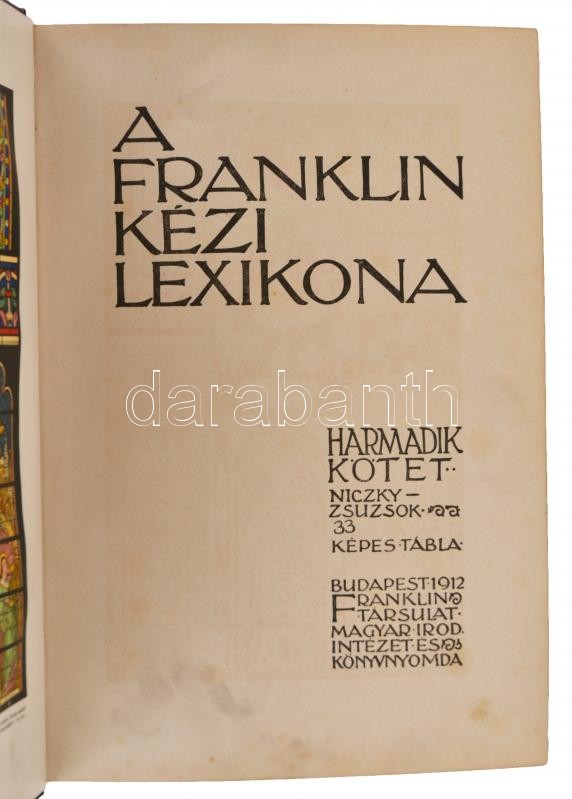 A
FRANKLIN
KÉZI
LEXIKONA
darabanth
HARMADIK
KÖTET··
NICZKY—
ZSUZSOK·
33
KÉPES·TÁBLA·
BUDAPEST·1912
FRANKLIN
TÁRSULAT·
MAGYAR·IROD.
INTÉZET·ÉS
KÖNYVNYOMDA